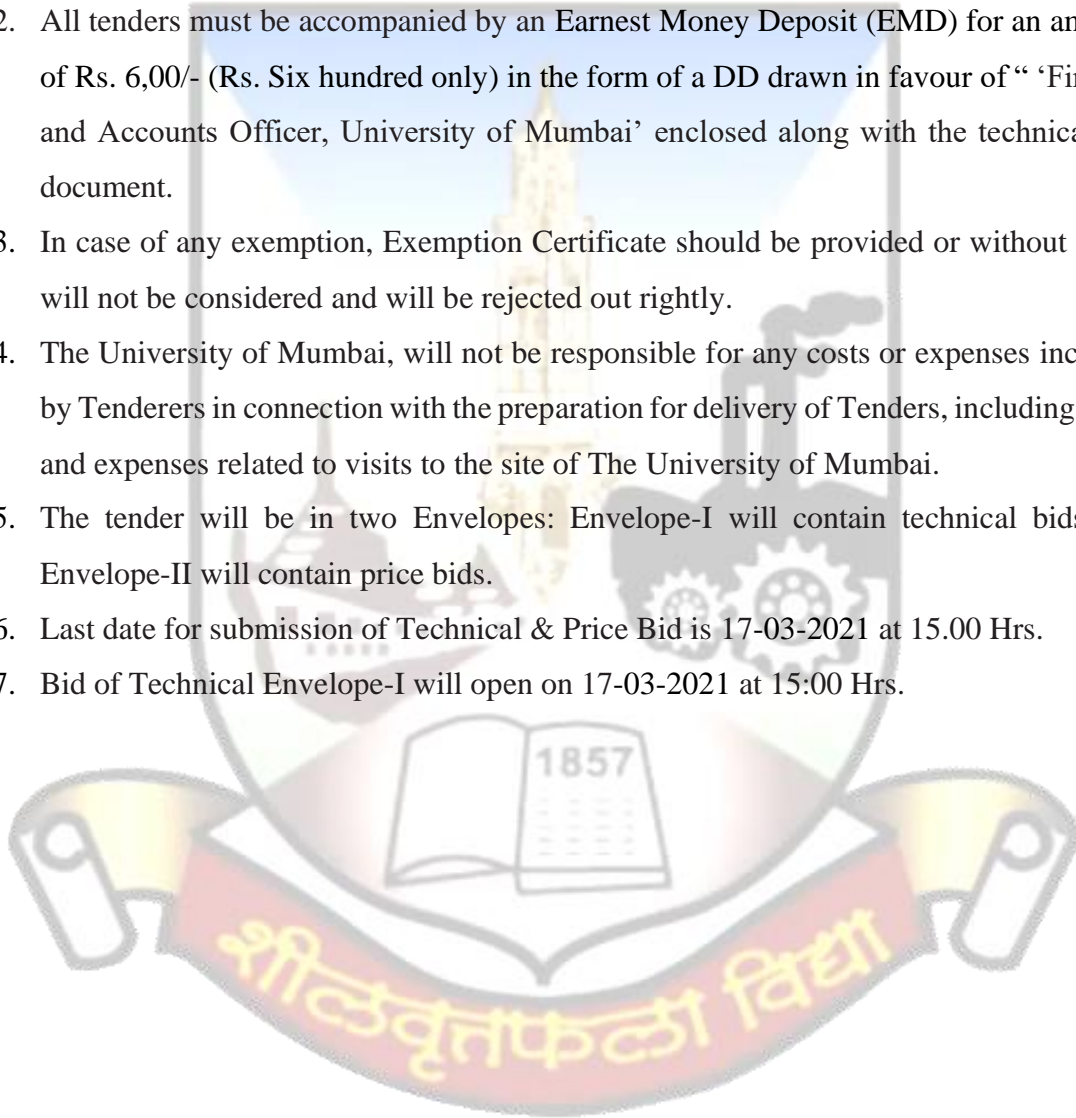 2. All tenders must be accompanied by an Earnest Money Deposit (EMD) for an
of Rs. 6,00/- (Rs. Six hundred only) in the form of a DD drawn in favour of “ ‘Fin
and Accounts Officer, University of Mumbai’ enclosed along with the technica
document.
3. In case of any exemption, Exemption Certificate should be provided or without
will not be considered and will be rejected out rightly.
4. The University of Mumbai, will not be responsible for any costs or expenses inc
by Tenderers in connection with the preparation for delivery of Tenders, including
and expenses related to visits to the site of The University of Mumbai.
5. The tender will be in two Envelopes: Envelope-I will contain technical bids
Envelope-II will contain price bids.
6. Last date for submission of Technical & Price Bid is 17-03-2021 at 15.00 Hrs.
7. Bid of Technical Envelope-I will open on 17-03-2021 at 15:00 Hrs.
1857
शीलवृतफला विद्या